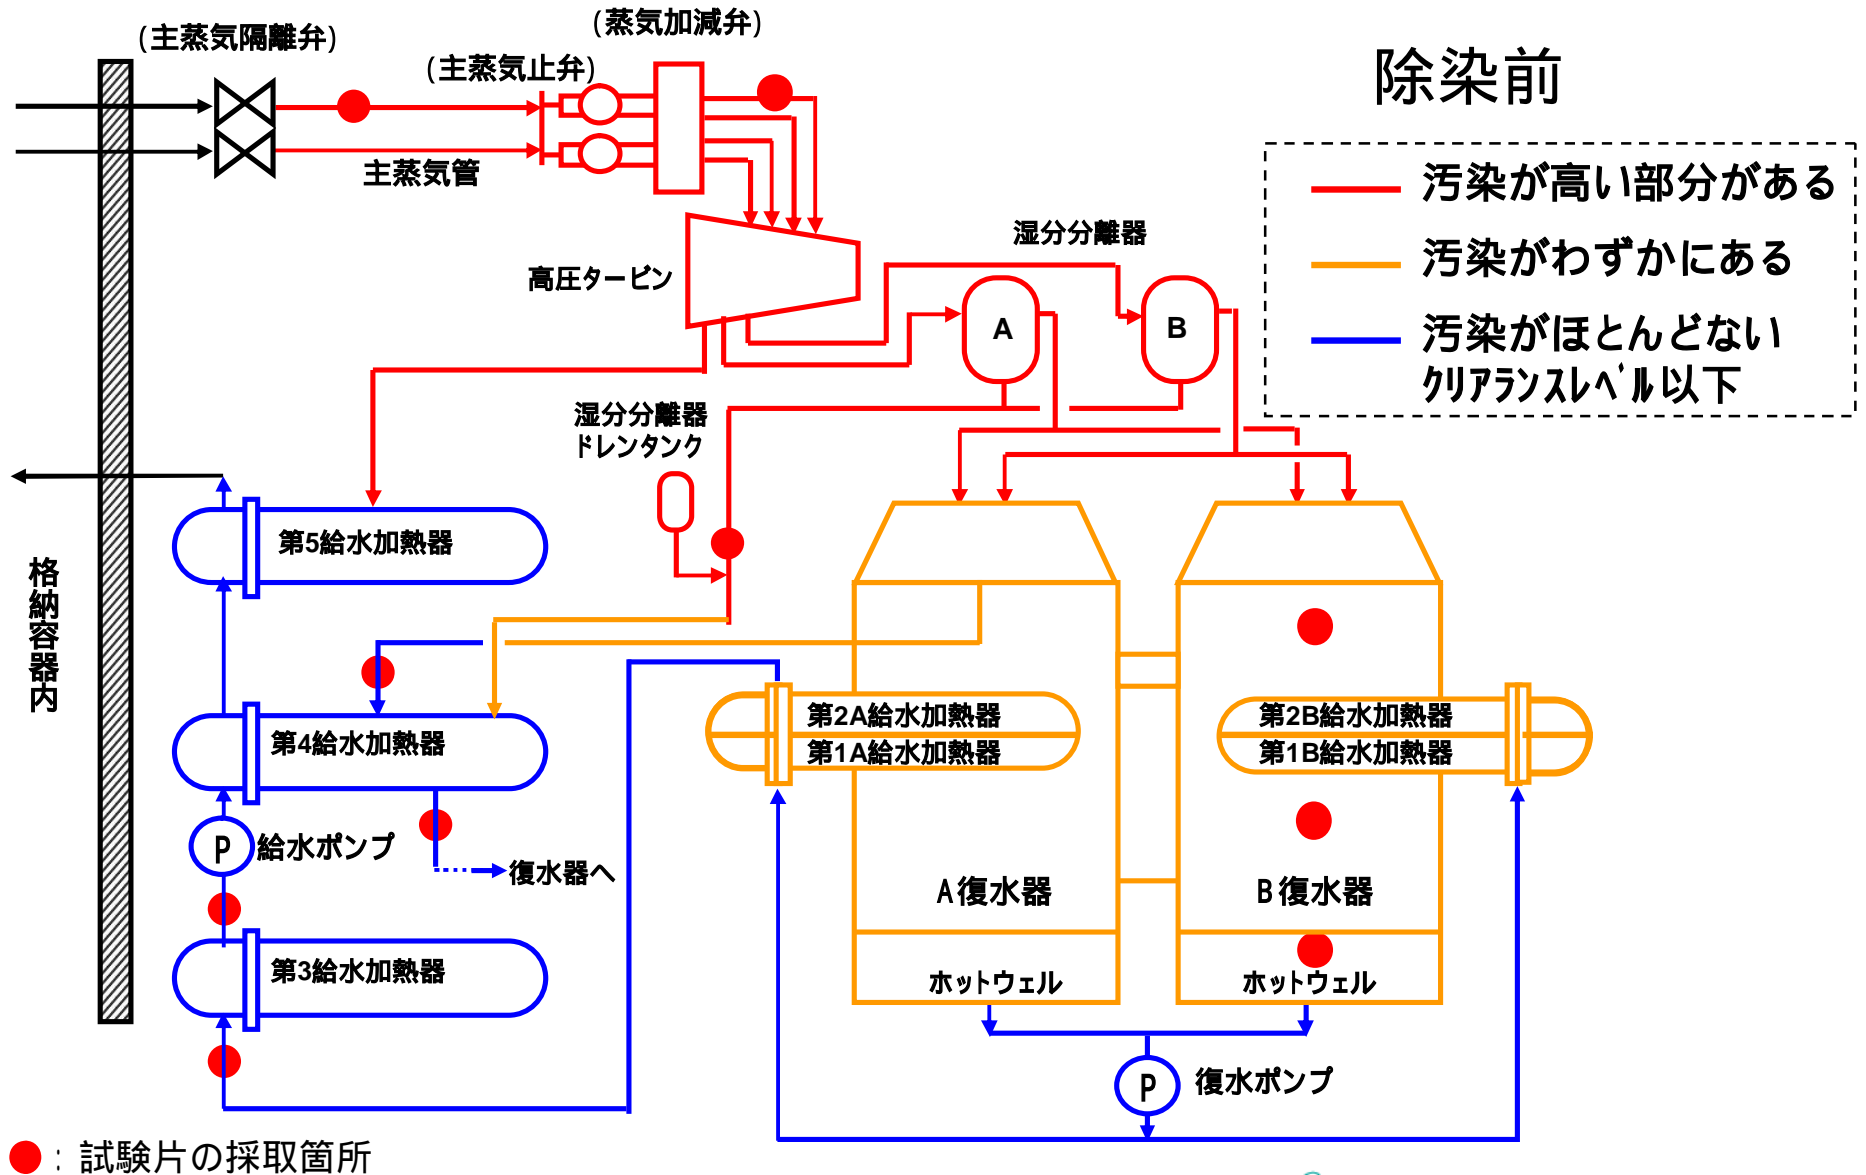 (主蒸気隔離弁)
(主蒸気止弁)
(蒸気加減弁)
除染前
主蒸気管
汚染が高い部分がある
汚染がわずかにある
汚染がほとんどない
クリアランスレベル以下
高圧タービン
湿分分離器
A
B
湿分分離器
ドレンタンク
格納容器内
第5給水加熱器
第4給水加熱器
P
給水ポンプ
復水器へ
第3給水加熱器
第2A給水加熱器
第1A給水加熱器
第2B給水加熱器
第1B給水加熱器
A復水器
B復水器
ホットウェル
ホットウェル
P
復水ポンプ
: 試験片の採取箇所